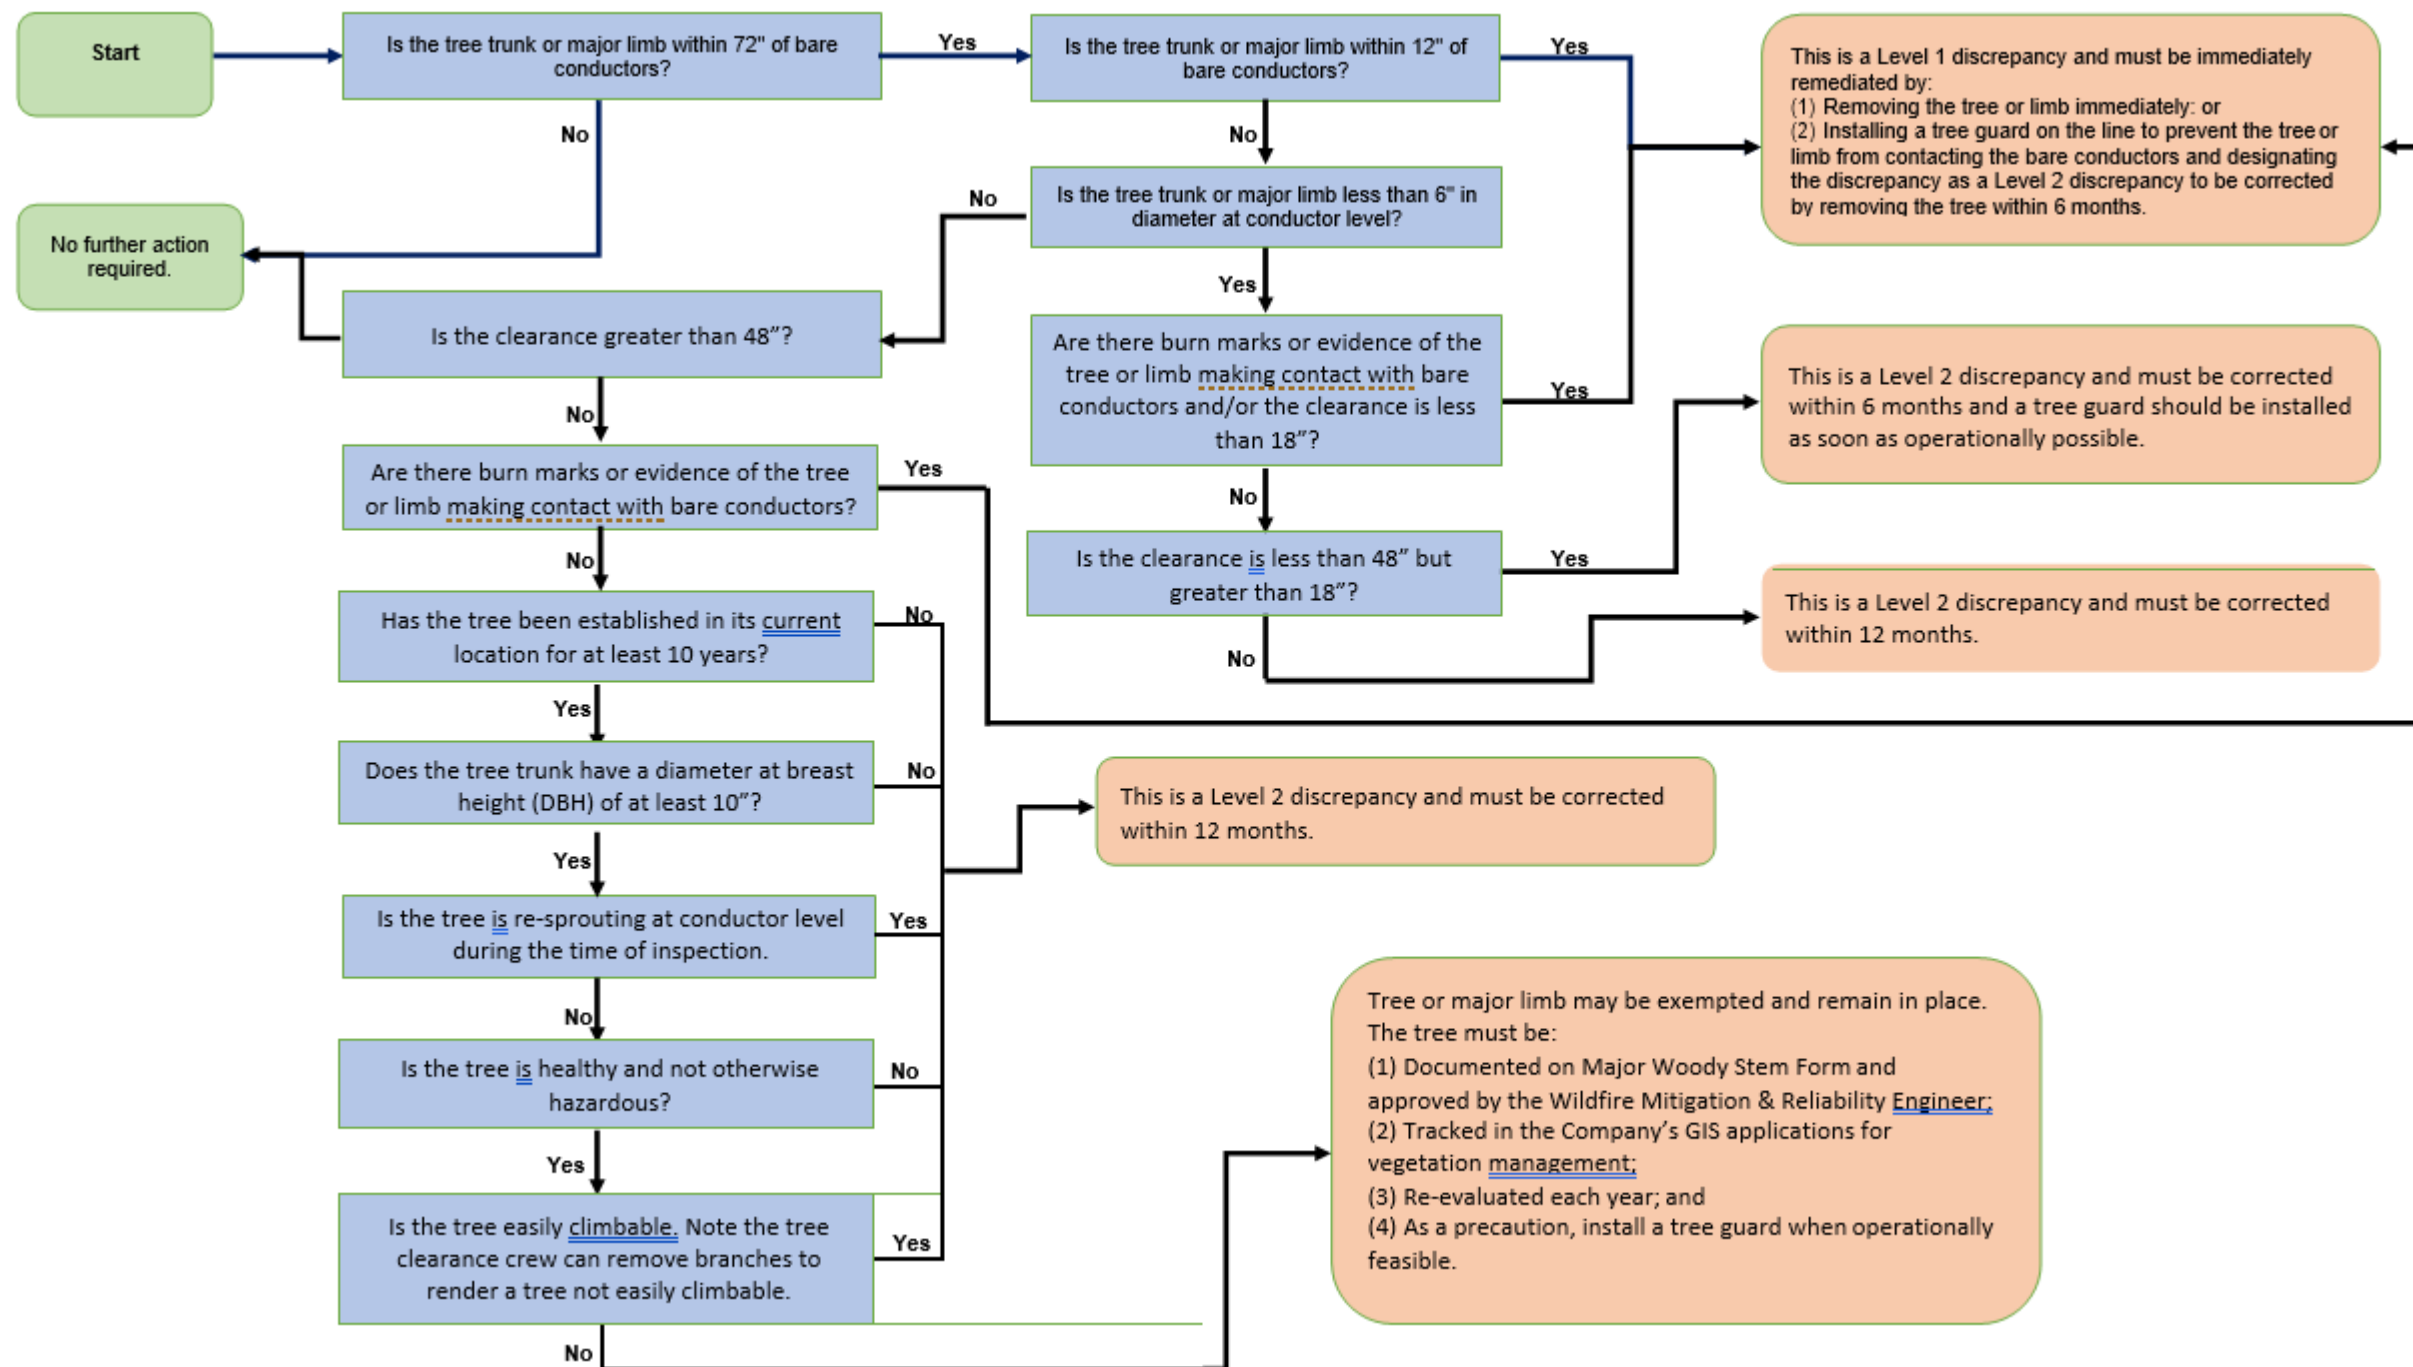 Start
Is the tree trunk or major limb within 72" of bare
conductors?
Yes
Is the tree trunk or major limb within 12" of
bare conductors?
Yes
This is a Level 1 discrepancy and must be immediately
remediated by:
(1) Removing the tree or limb immediately: or
(2) Installing a tree guard on the line to prevent the tree or
limb from contacting the bare conductors and designating
the discrepancy as a Level 2 discrepancy to be corrected
by removing the tree within 6 months.
No
No
Is the tree trunk or major limb less than 6" in
diameter at conductor level?
No
No further action
required.
Yes
Is the clearance greater than 48”?
Are there burn marks or evidence of the
tree or limb making contact with bare
conductors and/or the clearance is less
than 18”?
Yes
This is a Level 2 discrepancy and must be corrected
within 6 months and a tree guard should be installed
as soon as operationally possible.
No
Are there burn marks or evidence of the tree
or limb making contact with bare conductors?
Yes
No
Is the clearance is less than 48” but
greater than 18”?
Yes
This is a Level 2 discrepancy and must be corrected
within 12 months.
No
No
Has the tree been established in its current
location for at least 10 years?
No
Yes
Does the tree trunk have a diameter at breast
height (DBH) of at least 10”?
No
This is a Level 2 discrepancy and must be corrected
within 12 months.
Yes
Is the tree is re-sprouting at conductor level
during the time of inspection.
Yes
No
Is the tree is healthy and not otherwise
hazardous?
No
Yes
Is the tree easily climbable. Note the tree
clearance crew can remove branches to
render a tree not easily climbable.
Yes
No
Tree or major limb may be exempted and remain in place.
The tree must be:
(1) Documented on Major Woody Stem Form and
approved by the Wildfire Mitigation & Reliability Engineer;
(2) Tracked in the Company’s GIS applications for
vegetation management;
(3) Re-evaluated each year; and
(4) As a precaution, install a tree guard when operationally
feasible.